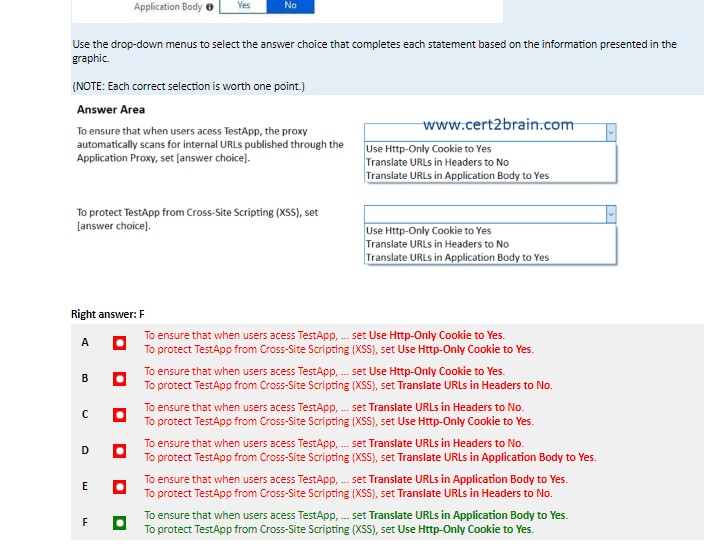 Application Body Yes No
Use the drop-down menus to select the answer choice that completes each statement based on the information presented in the
graphic.
(NOTE: Each correct selection is worth one point.)
Answer Area
To ensure that when users acess TestApp, the proxy
automatically scans for internal URLs published through the
Application Proxy, set [answer choice].
www.cert2brain.com
Use Http-Only Cookie to Yes
Translate URLs in Headers to No
Translate URLs in Application Body to Yes
To protect TestApp from Cross-Site Scripting (XSS), set
[answer choice].
Use Http-Only Cookie to Yes
Translate URLs in Headers to No
Translate URLs in Application Body to Yes
Right answer: F
A
To ensure that when users acess TestApp, ... set Use Http-Only Cookie to Yes.
To protect TestApp from Cross-Site Scripting (XSS), set Use Http-Only Cookie to Yes.
B
To ensure that when users acess TestApp, ... set Use Http-Only Cookie to Yes.
To protect TestApp from Cross-Site Scripting (XSS), set Translate URLs in Headers to No.
C
To ensure that when users acess TestApp, ... set Translate URLs in Headers to No.
To protect TestApp from Cross-Site Scripting (XSS), set Use Http-Only Cookie to Yes.
D
To ensure that when users acess TestApp, ... set Translate URLs in Headers to No.
To protect TestApp from Cross-Site Scripting (XSS), set Translate URLs in Application Body to Yes.
E
To ensure that when users acess TestApp, ... set Translate URLs in Application Body to Yes.
To protect TestApp from Cross-Site Scripting (XSS), set Translate URLs in Headers to No.
F
To ensure that when users acess TestApp, ... set Translate URLs in Application Body to Yes.
To protect TestApp from Cross-Site Scripting (XSS), set Use Http-Only Cookie to Yes.